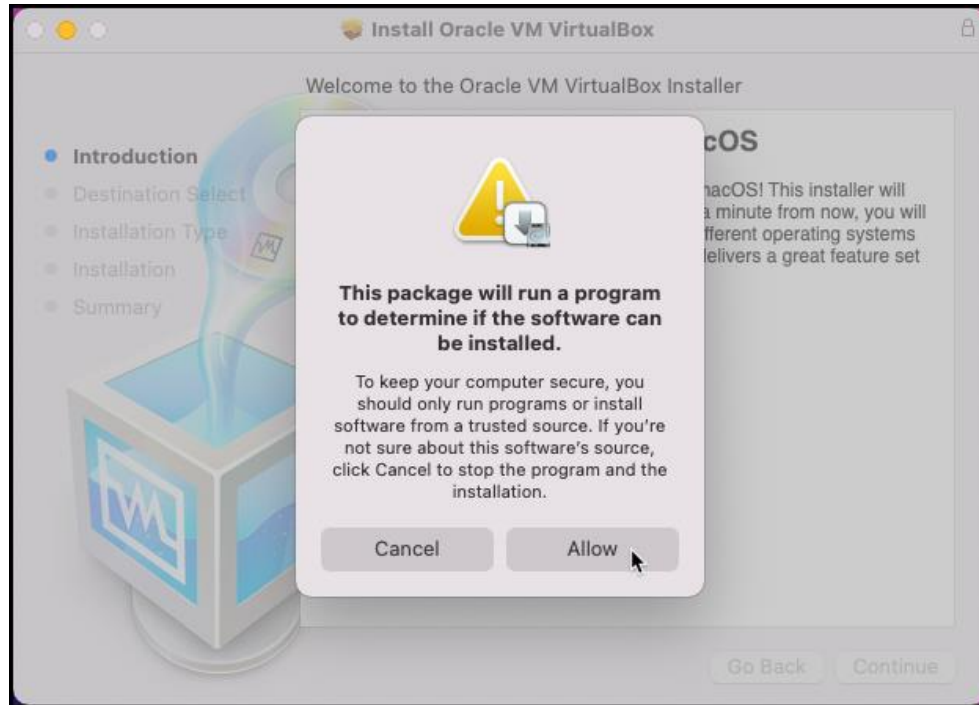 Install Oracle VM VirtualBox
Welcome to the Oracle VM VirtualBox Installer
Introduction
Destination Select
Installation Type
Installation
Summary
cOS
nacOS! This installer will
a minute from now, you will
fferent operating systems
delivers a great feature set
This package will run a program
to determine if the software can
be installed.
To keep your computer secure, you
should only run programs or install
software from a trusted source. If you're
not sure about this software's source,
click Cancel to stop the program and the
installation.
Cancel
Allow
Go Back
Continue